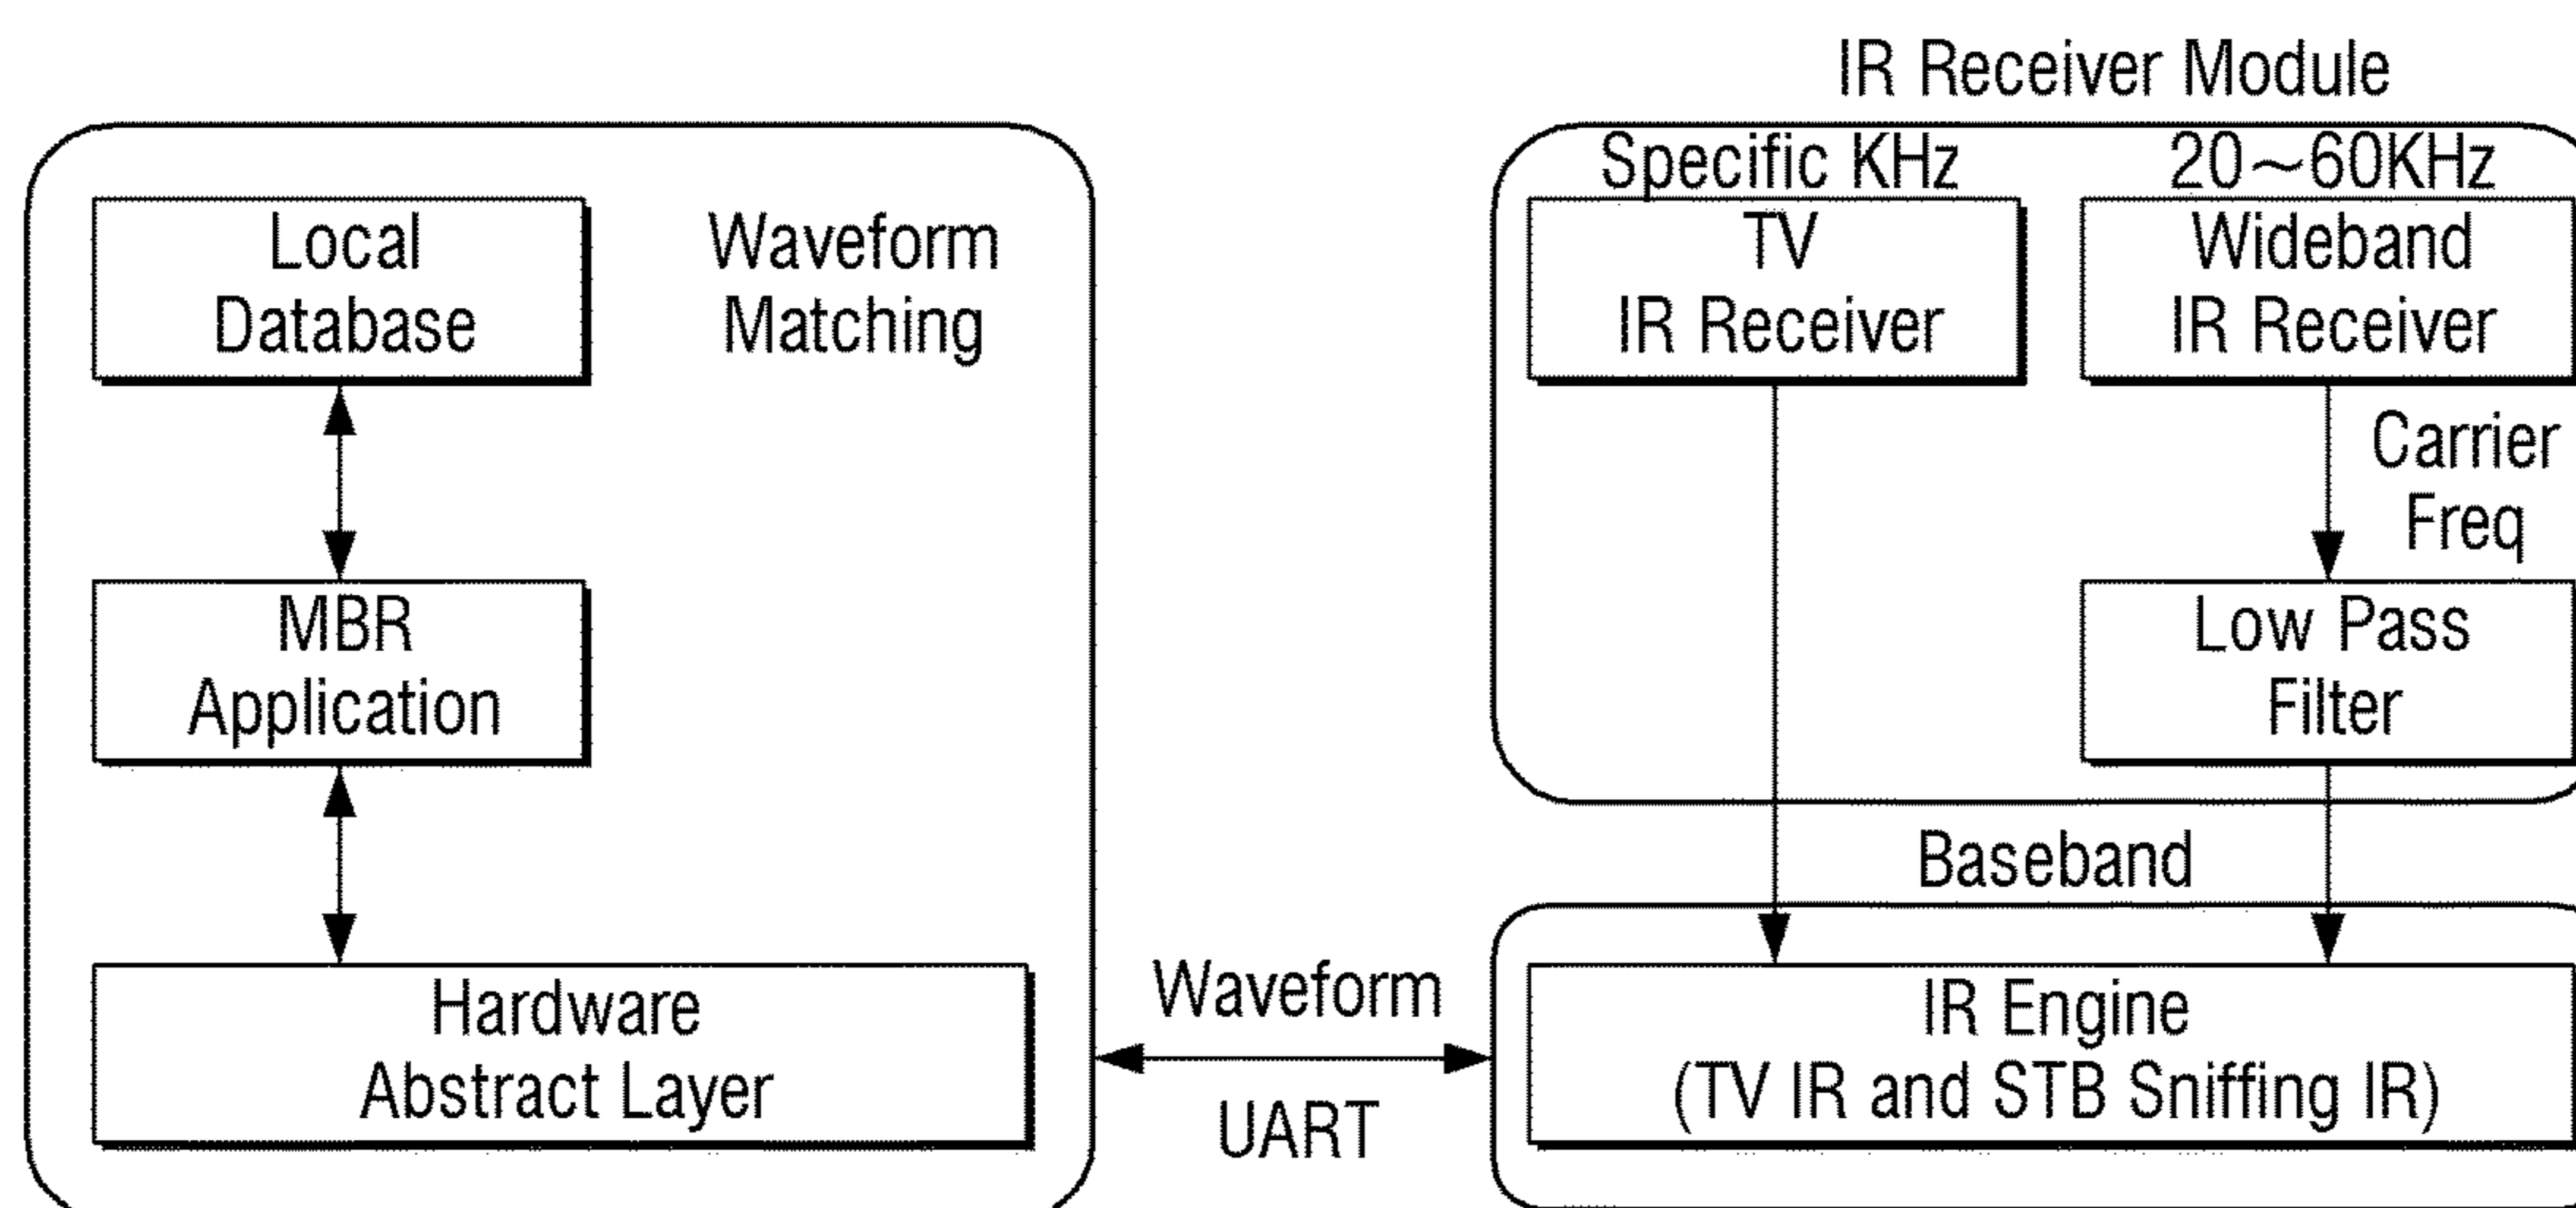 IR Receiver Module
Local
Database
Waveform
Matching
MBR
Application
Hardware
Abstract Layer
Waveform
UART
Specific KHz
TV
IR Receiver
20~60KHz
Wideband
IR Receiver
Carrier
Freq
Low Pass
Filter
Baseband
IR Engine
(TV IR and STB Sniffing IR)